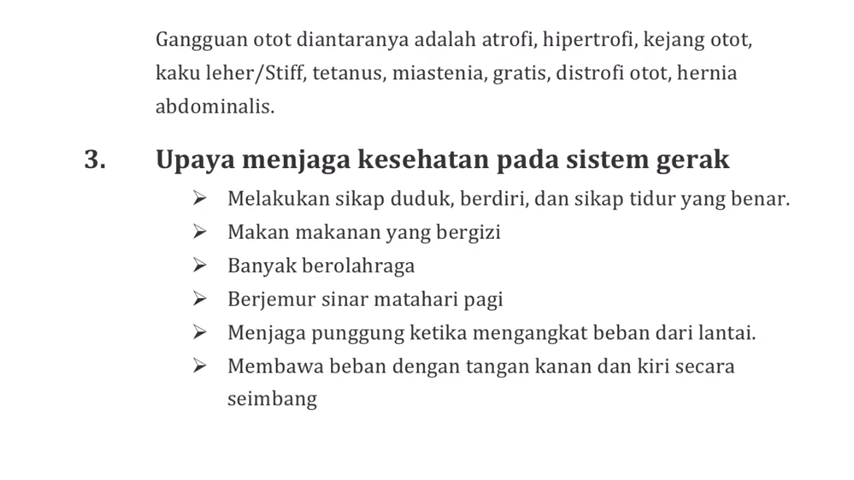 Gangguan otot diantaranya adalah atrofi, hipertrofi, kejang otot,
kaku leher/Stiff, tetanus, miastenia, gratis, distrofi otot, hernia
abdominalis.
3. Upaya menjaga kesehatan pada sistem gerak
➢ Melakukan sikap duduk, berdiri, dan sikap tidur yang benar.
➢ Makan makanan yang bergizi
➢ Banyak berolahraga
➢ Berjemur sinar matahari pagi
➢ Menjaga punggung ketika mengangkat beban dari lantai.
➢ Membawa beban dengan tangan kanan dan kiri secara
seimbang